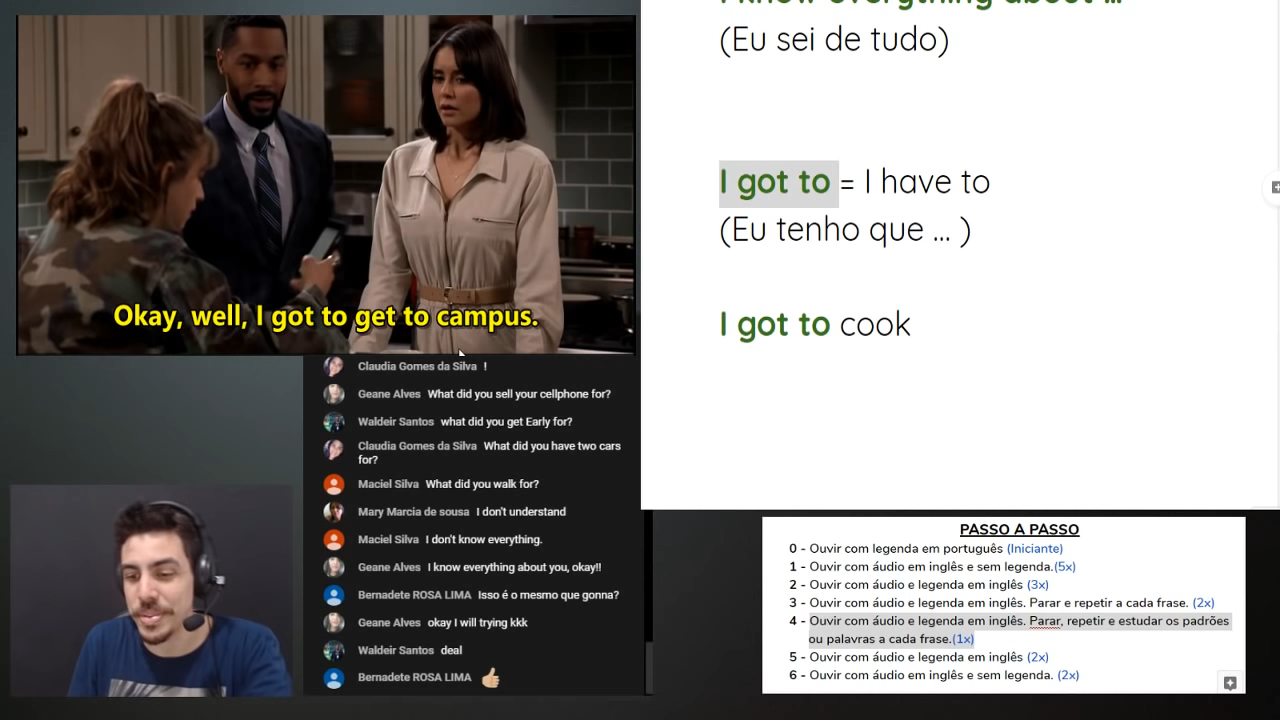 I know everything about ...
(Eu sei de tudo)
I got to = I have to
(Eu tenho que ... )
I got to cook
Okay, well, I got to get to campus.
Claudia Gomes da Silva !
Geane Alves What did you sell your cellphone for?
Waldeir Santos what did you get Early for?
Claudia Gomes da Silva What did you have two cars
for?
Maciel Silva What did you walk for?
Mary Marcia de sousa I don't understand
Maciel Silva I don't know everything.
Geane Alves I know everything about you, okay!!
Bernadete ROSA LIMA Isso é o mesmo que gonna?
Geane Alves okay I will trying kkk
Waldeir Santos deal
Bernadete ROSA LIMA 👍🏼
PASSO A PASSO
0 - Ouvir com legenda em português (Iniciante)
1 - Ouvir com áudio em inglês e sem legenda.(5x)
2 - Ouvir com áudio e legenda em inglês (3x)
3 - Ouvir com áudio e legenda em inglês. Parar e repetir a cada frase. (2x)
4 - Ouvir com áudio e legenda em inglês. Parar, repetir e estudar os padrões
ou palavras a cada frase.(1x)
5 - Ouvir com áudio e legenda em inglês (2x)
6 - Ouvir com áudio em inglês e sem legenda. (2x)